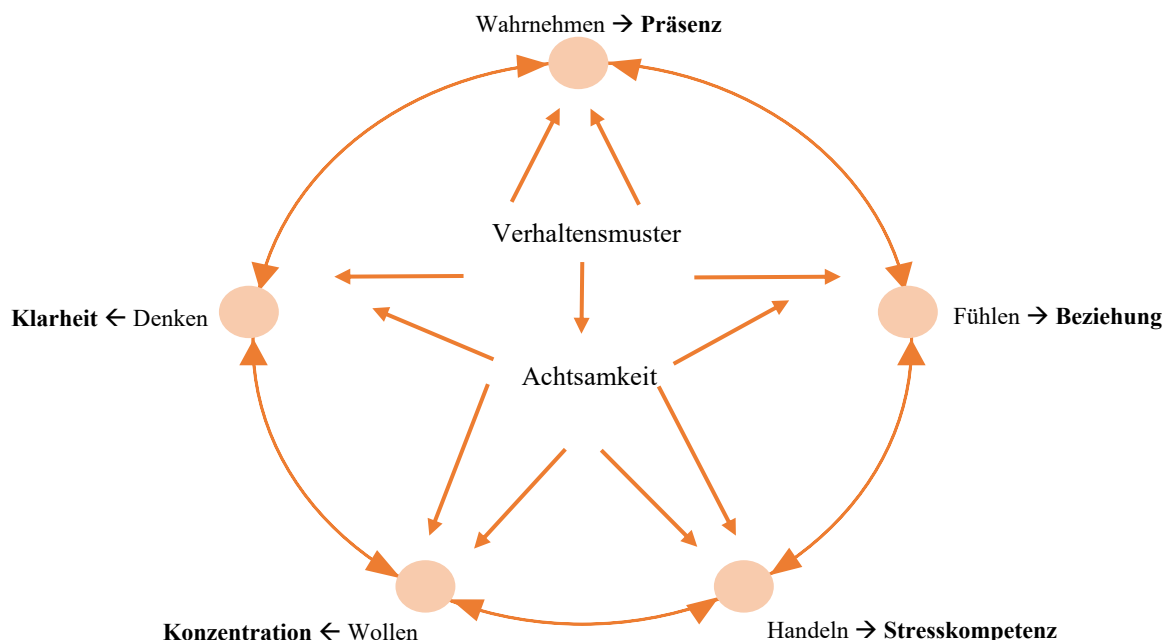 Wahrnehmen → Präsenz
Verhaltensmuster
Klarheit ← Denken
Fühlen → Beziehung
Achtsamkeit
Konzentration ← Wollen
Handeln → Stresskompetenz